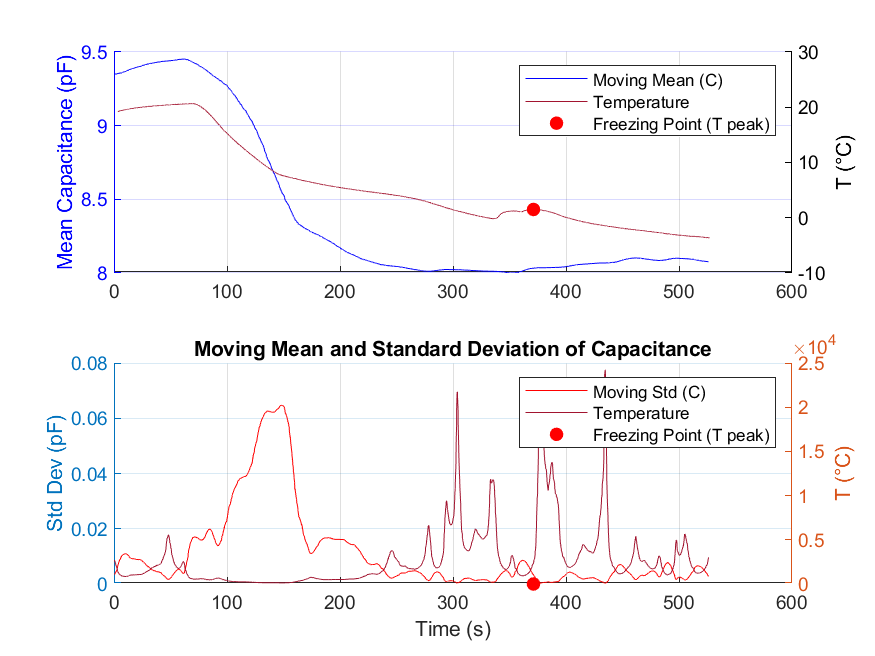 9.5
9
8.5
8
Mean Capacitance (pF)
30
20
10
0
-10
T (°C)
Moving Mean (C)
Temperature
Freezing Point (T peak)
0
100
200
300
400
500
600
Moving Mean and Standard Deviation of Capacitance
×10⁴
0.08
0.06
0.04
0.02
0
Std Dev (pF)
2.5
2
1.5
1
0.5
0
T (°C)
Moving Std (C)
Temperature
Freezing Point (T peak)
0
100
200
300
400
500
600
Time (s)